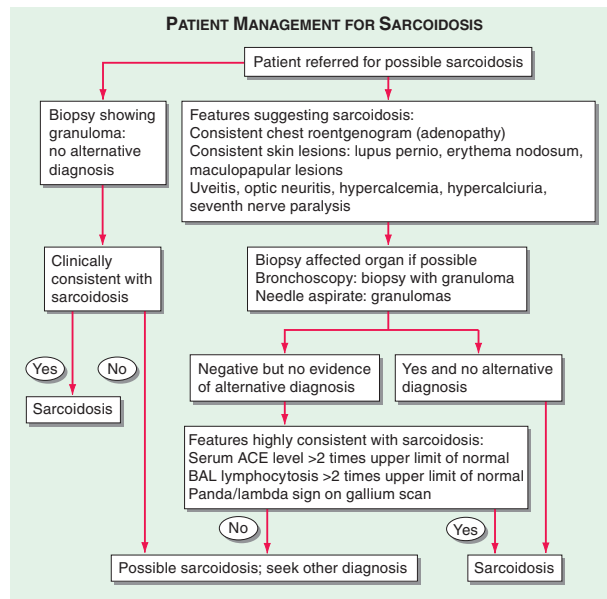 PATIENT MANAGEMENT FOR SARCOIDOSIS
Patient referred for possible sarcoidosis
Biopsy showing
granuloma:
no alternative
diagnosis
Features suggesting sarcoidosis:
Consistent chest roentgenogram (adenopathy)
Consistent skin lesions: lupus pernio, erythema nodosum,
maculopapular lesions
Uveitis, optic neuritis, hypercalcemia, hypercalciuria,
seventh nerve paralysis
Clinically
consistent with
sarcoidosis
Biopsy affected organ if possible
Bronchoscopy: biopsy with granuloma
Needle aspirate: granulomas
Yes
No
Sarcoidosis
Negative but no evidence
of alternative diagnosis
Yes and no alternative
diagnosis
Features highly consistent with sarcoidosis:
Serum ACE level >2 times upper limit of normal
BAL lymphocytosis >2 times upper limit of normal
Panda/lambda sign on gallium scan
No
Yes
Possible sarcoidosis; seek other diagnosis
Sarcoidosis